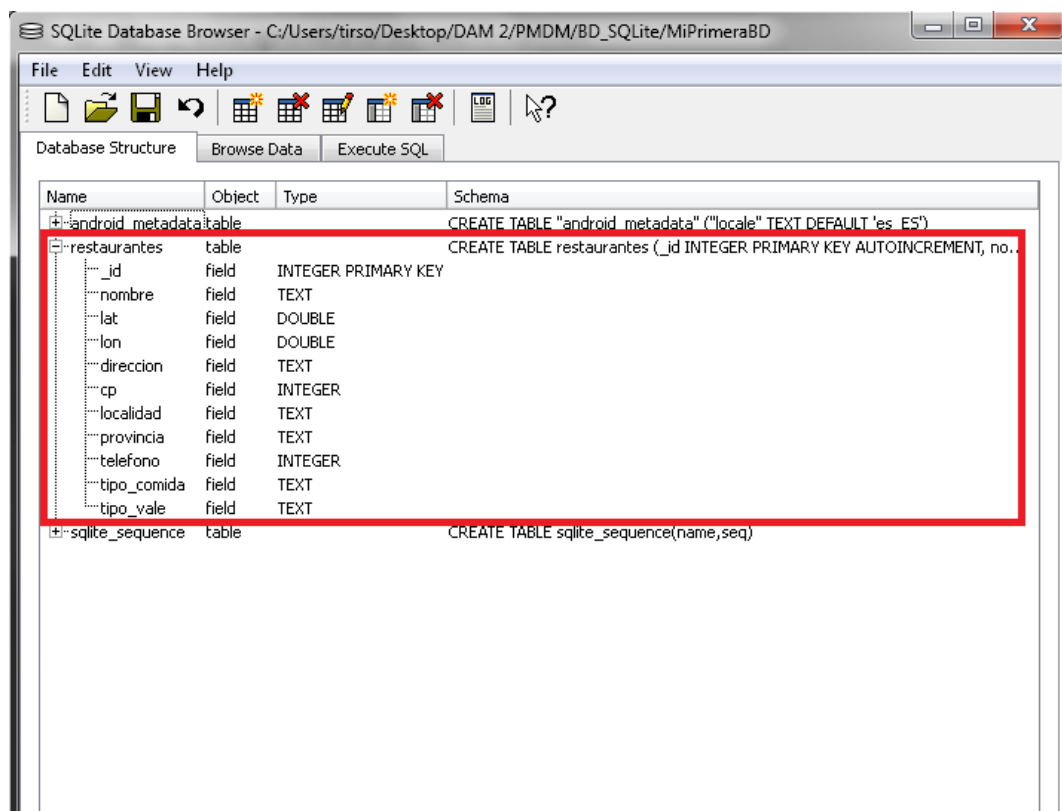 SQLite Database Browser - C:/Users/tirso/Desktop/DAM 2/PMDM/BD_SQLite/MiPrimeraBD
File Edit View Help
LOG
Database Structure Browse Data Execute SQL
Name Object Type Schema
android_metadata table CREATE TABLE "android_metadata" ("locale" TEXT DEFAULT 'es_ES')
restaurantes table CREATE TABLE restaurantes (_id INTEGER PRIMARY KEY AUTOINCREMENT, no...
_id field INTEGER PRIMARY KEY
nombre field TEXT
lat field DOUBLE
lon field DOUBLE
direccion field TEXT
cp field INTEGER
localidad field TEXT
provincia field TEXT
telefono field INTEGER
tipo_comida field TEXT
tipo_vale field TEXT
sqlite_sequence table CREATE TABLE sqlite_sequence(name,seq)